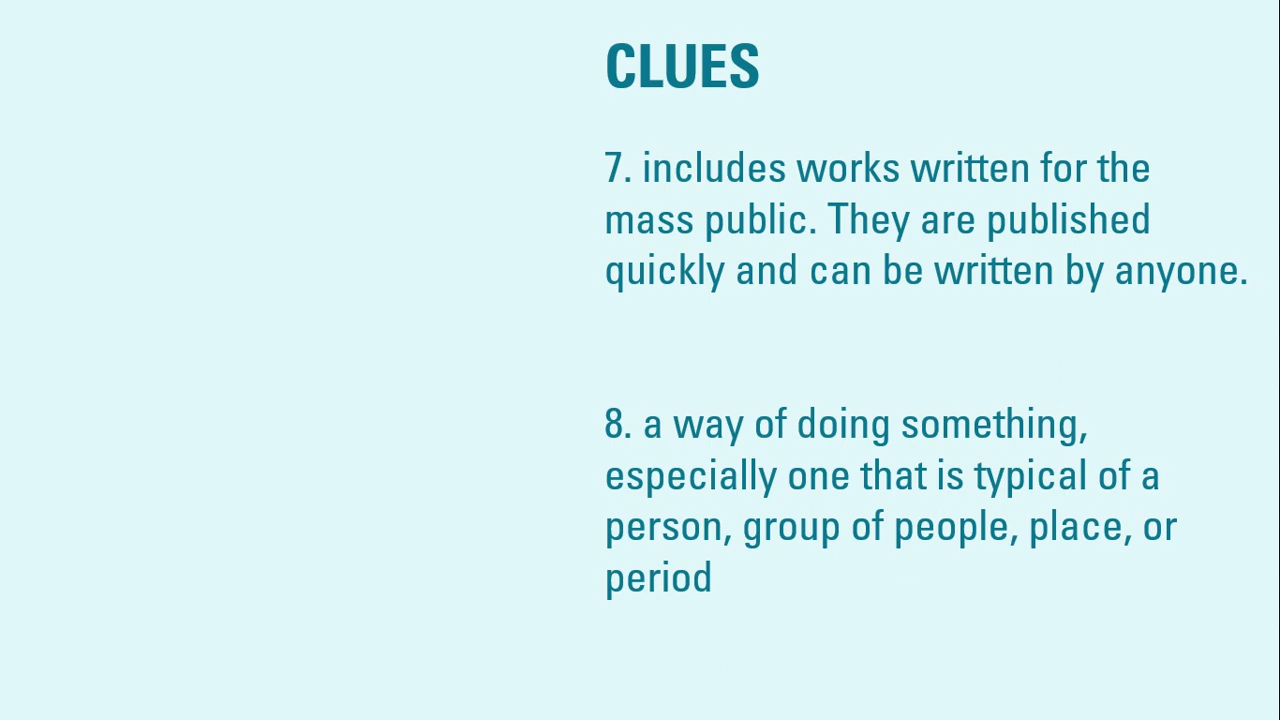 CLUES
7. includes works written for the
mass public. They are published
quickly and can be written by anyone.
8. a way of doing something,
especially one that is typical of a
person, group of people, place, or
period